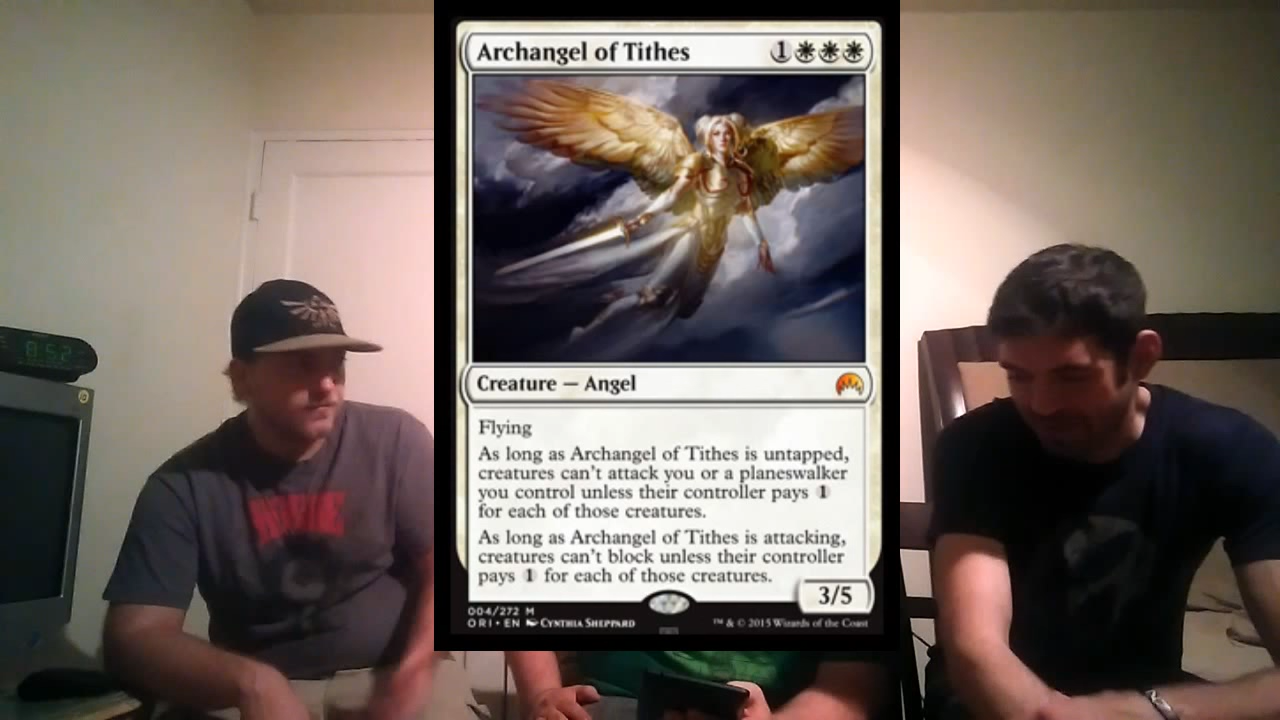 Archangel of Tithes 1
8:52
Creature — Angel
Flying
As long as Archangel of Tithes is untapped,
creatures can't attack you or a planeswalker
you control unless their controller pays 1
for each of those creatures.
As long as Archangel of Tithes is attacking,
creatures can't block unless their controller
pays 1 for each of those creatures.
3/5
004/272 M
ORI • EN Cynthia Sheppard
™ & © 2015 Wizards of the Coast